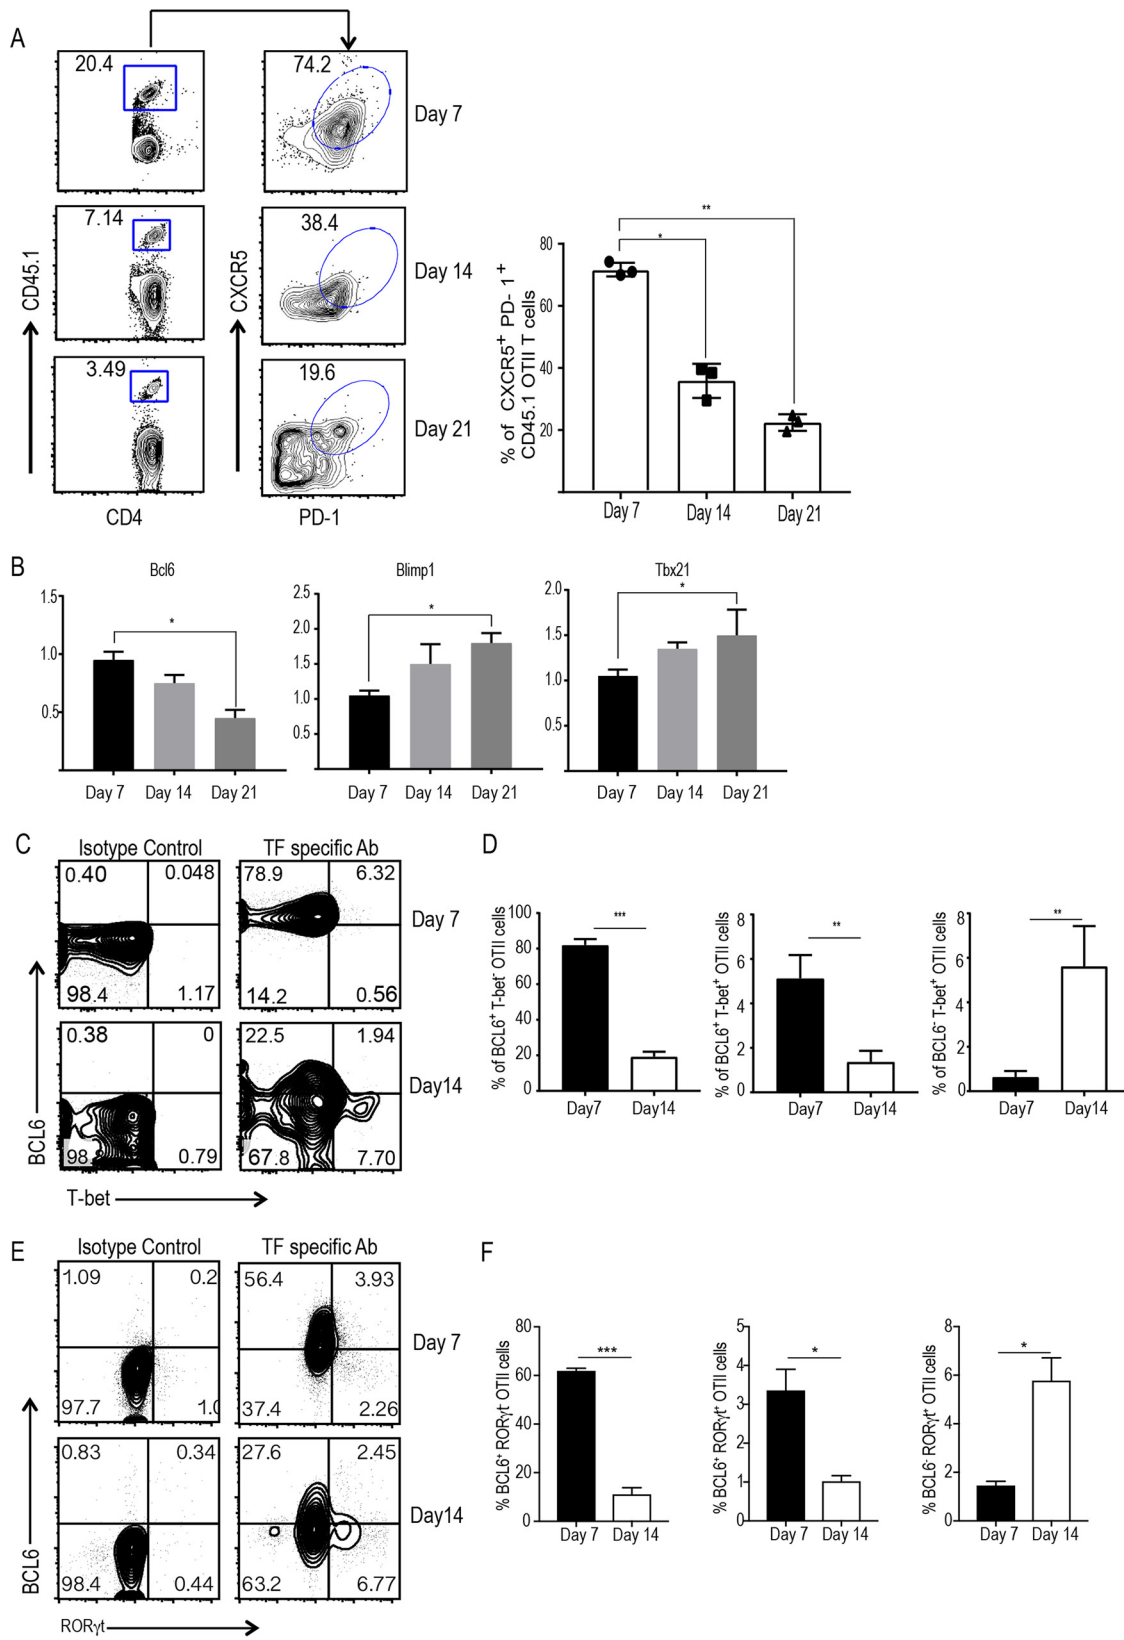 A
20.4
74.2
Day 7
7.14
38.4
Day 14
3.49
19.6
Day 21
CD45.1
CXCR5
CD4
PD-1
% of CXCR5+ PD-1+
CD45.1 OTII T cells
80
60
40
20
**
*
Day 7
Day 14
Day 21
B
Bcl6
1.5
1.0
0.5
*
Day 7
Day 14
Day 21
Blimp1
2.5
2.0
1.5
1.0
0.5
*
Day 7
Day 14
Day 21
Tbx21
2.0
1.5
1.0
0.5
*
Day 7
Day 14
Day 21
C
Isotype Control
TF specific Ab
0.40
0.048
98.4
1.17
78.9
6.32
14.2
0.56
Day 7
0.38
0
98.
0.79
22.5
1.94
67.8
7.70
Day14
BCL6
T-bet
D
% of BCL6+ T-bet- OTII cells
100
80
60
40
20
0
***
Day7
Day14
% of BCL6+ T-bet+ OTII cells
8
6
4
2
0
**
Day7
Day14
% of BCL6- T-bet+ OTII cells
8
6
4
2
0
**
Day7
Day14
E
Isotype Control
TF specific Ab
1.09
0.2
97.7
1.0
56.4
3.93
37.4
2.26
Day 7
0.83
0.34
98.4
0.44
27.6
2.45
63.2
6.77
Day14
BCL6
RORγt
F
% BCL6+ RORγt- OTII cells
80
60
40
20
0
***
Day 7
Day 14
% BCL6+ RORγt+ OTII cells
5
4
3
2
1
0
*
Day 7
Day 14
% BCL6- RORγt+ OTII cells
8
6
4
2
0
*
Day 7
Day 14